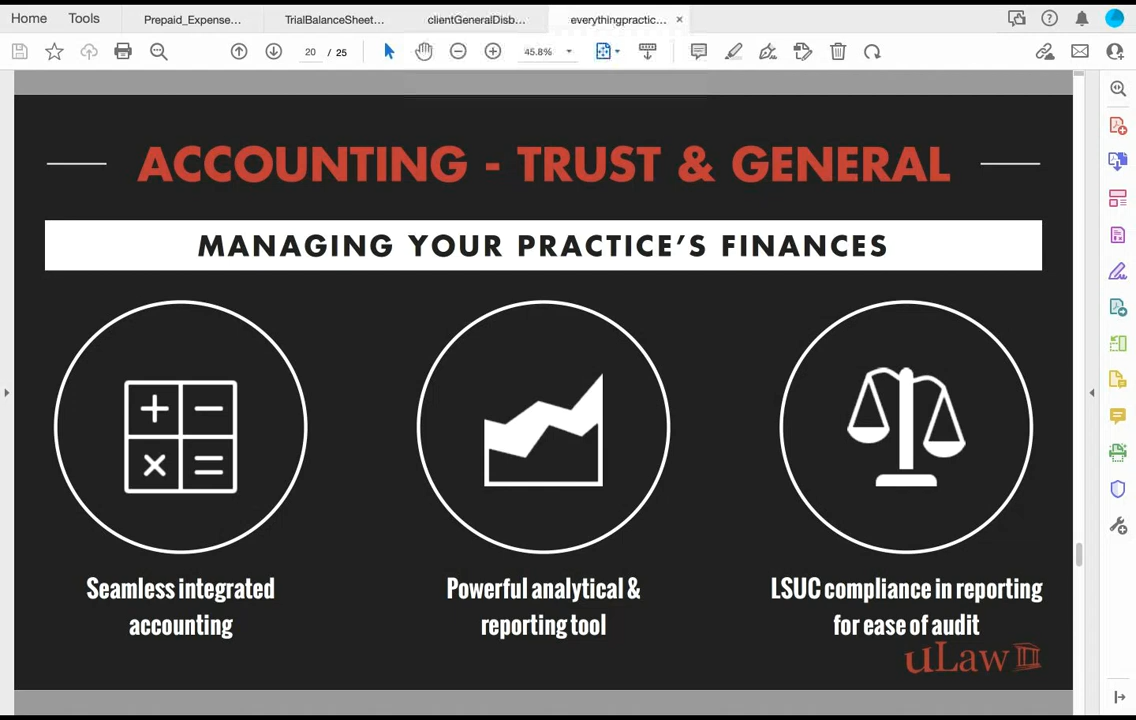 Home Tools Prepaid_Expense... TrialBalanceSheet... clientGeneralDisb... everythingpractic... ×
20 / 25 45.8%
ACCOUNTING - TRUST & GENERAL
MANAGING YOUR PRACTICE'S FINANCES
Seamless integrated
accounting
Powerful analytical &
reporting tool
LSUC compliance in reporting
for ease of audit
uLaw